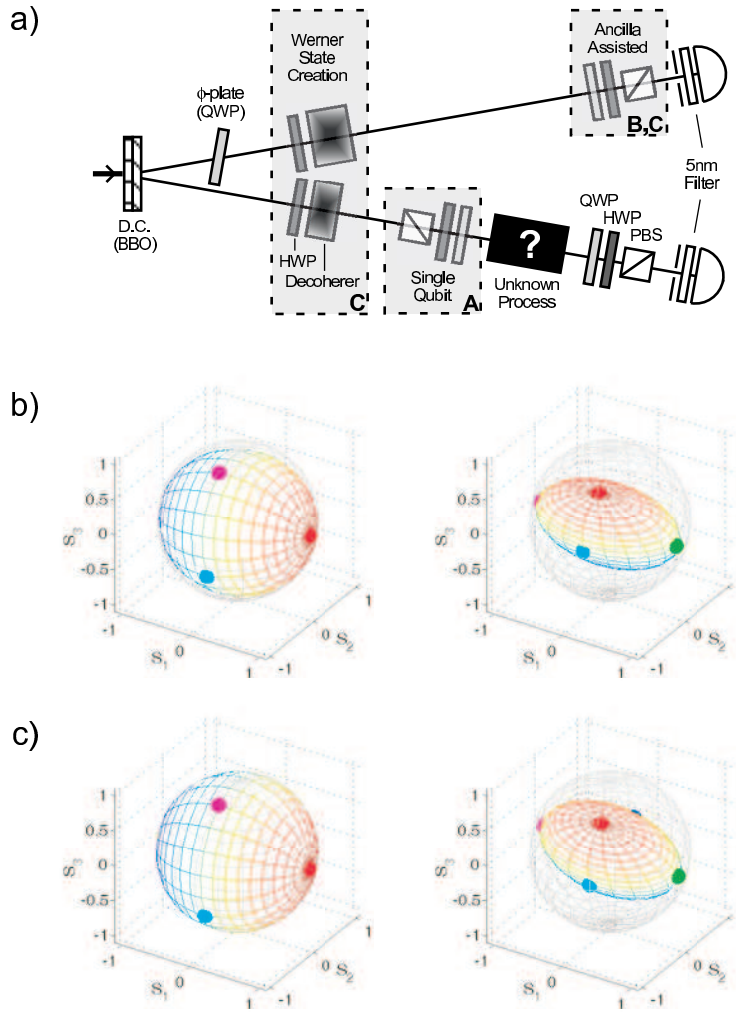 a)
Werner
State
Creation
Ancilla
Assisted
ϕ-plate
(QWP)
B,C
5nm
Filter
D.C.
(BBO)
HWP
Decoherer
C
Single
Qubit
A
?
Unknown
Process
QWP
HWP
PBS
b)
S3
1
0.5
0
-0.5
-1
-1
S1
0
1
-1
0
S2
1
S3
1
0.5
0
-0.5
-1
-1
S1
0
1
-1
0
S2
1
c)
S3
1
0.5
0
-0.5
-1
-1
S1
0
1
-1
0
S2
1
S3
1
0.5
0
-0.5
-1
-1
S1
0
1
-1
0
S2
1